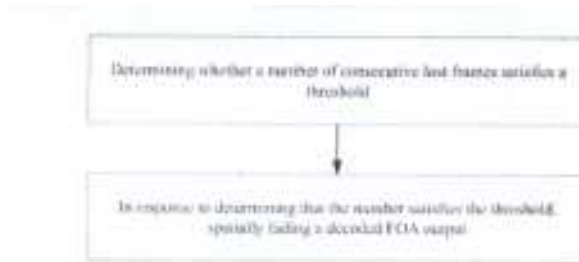 Determining whether a number of consecutive lost frames satisfies a
threshold
In response to determining that the number satisfies the threshold,
spatially fading a decoded FOA output